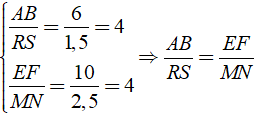 AB/RS = 6/1,5 = 4
EF/MN = 10/2,5 = 4
⇒ AB/RS = EF/MN